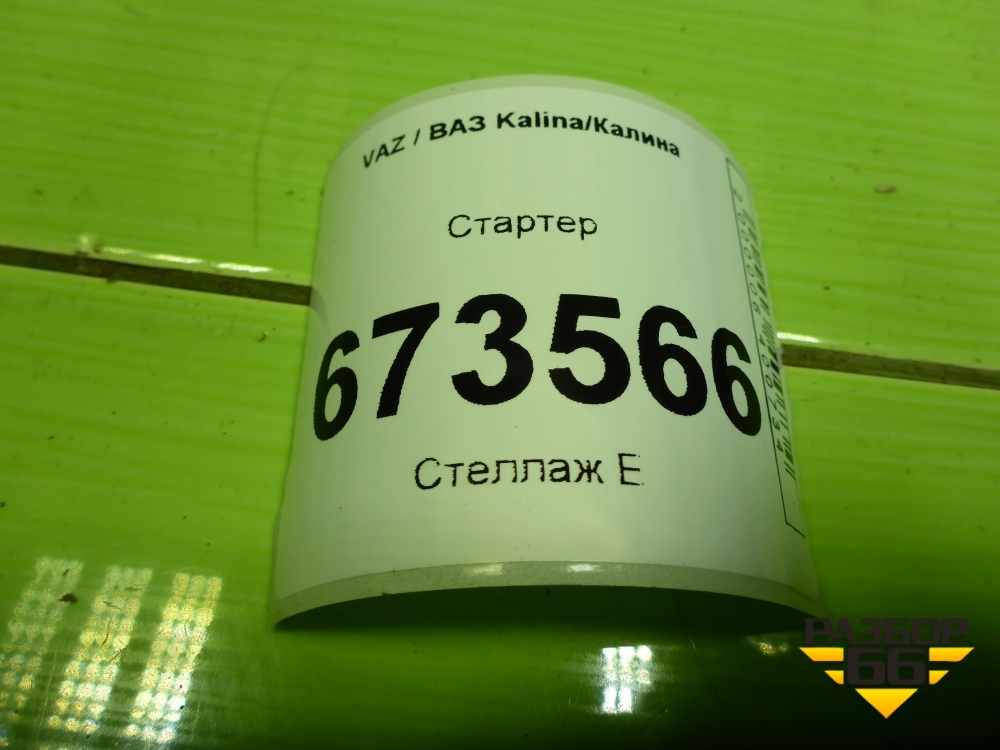 VAZ / ВАЗ Kalina/Калина
Стартер
673566
Стеллаж Е
РАЗБОР
66